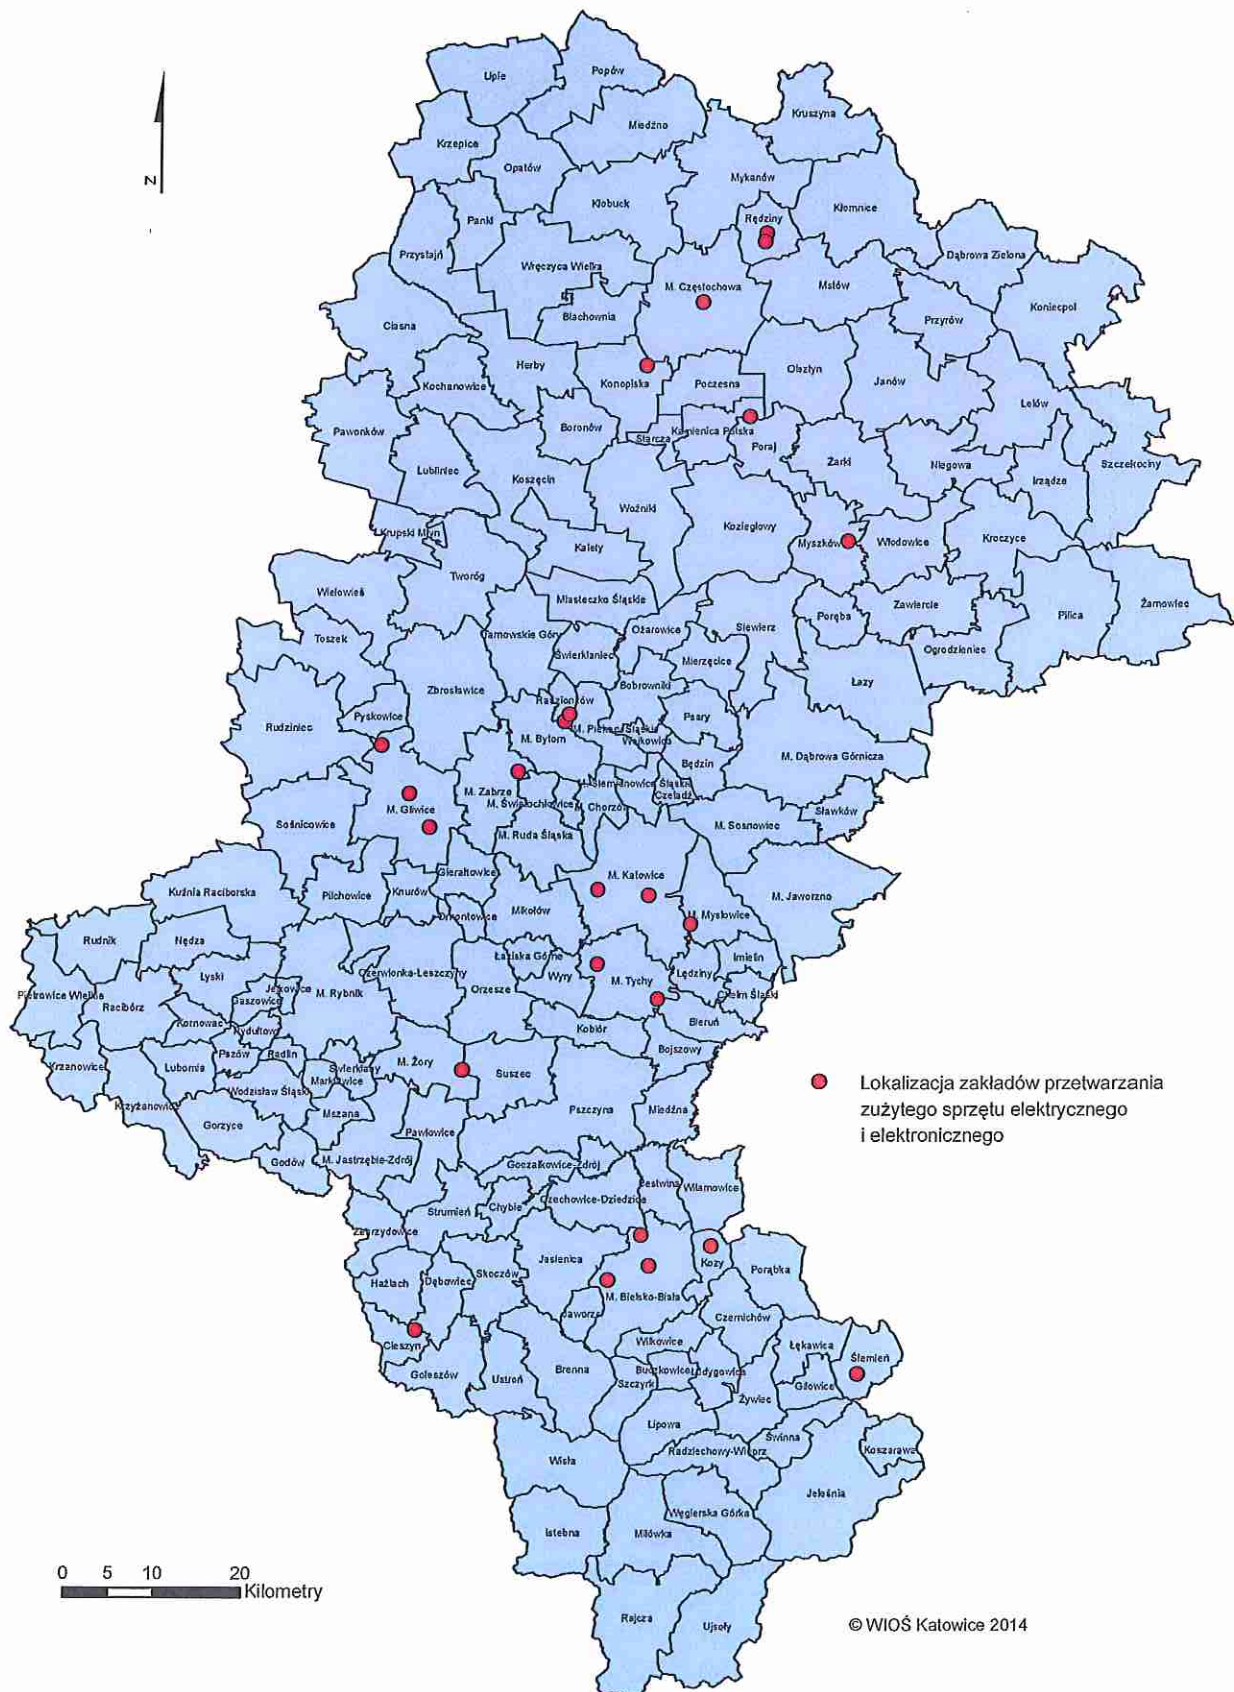 Lipie
Popów
Kruszyna
Miedźno
Krzepice
Opatów
Mykanów
Kłobuck
Kłomnice
Rędziny
Panki
Przystajń
Dąbrowa Zielona
Wręczyca Wielka
M. Częstochowa
Mstów
Koniecpol
Blachownia
Przyrów
Ciasna
Herby
Olsztyn
Janów
Konopiska
Poczesna
Kochanowice
Lelów
Boronów
Kamienica Polska
Pawonków
Starcza
Poraj
Żarki
Niegowa
Szczekociny
Lubliniec
Koszęcin
Irządze
Woźniki
Koziegłowy
Krupski Młyn
Kalety
Myszków
Włodowice
Kroczyce
Tworóg
Wielowieś
Miasteczko Śląskie
Zawiercie
Żarnowiec
Poręba
Pilica
Siewierz
Toszek
Tarnowskie Góry
Ożarowice
Świerklaniec
Mierzęcice
Ogrodzieniec
Zbrosławice
Bobrowniki
Łazy
Radzionków
Pyskowice
Psary
Rudziniec
M. Piekary Śląskie
M. Bytom
Wojkowice
M. Dąbrowa Górnicza
Będzin
M. Zabrze
M. Siemianowice Śląskie
Czeladź
M. Gliwice
M. Świętochłowice
M. Chorzów
Sławków
Sośnicowice
M. Sosnowiec
M. Ruda Śląska
Gierałtowice
M. Katowice
M. Jaworzno
Kuźnia Raciborska
Pilchowice
Knurów
Mikołów
Ornontowice
M. Mysłowice
Rudnik
Nędza
Łaziska Górne
Imielin
Czerwionka-Leszczyny
Lędziny
Lyski
Wyry
M. Tychy
Orzesze
Chełm Śląski
Jejkowice
M. Rybnik
Pietrowice Wielkie
Gaszowice
Racibórz
Kornowac
Rydułtowy
Bieruń
Kobiór
Bojszowy
Pszów
Radlin
M. Żory
Krzanowice
Lubomia
Świerklany
Suszec
Marklowice
Wodzisław Śląski
Krzyżanowice
Mszana
Pszczyna
Miedźna
Gorzyce
Pawłowice
Godów
M. Jastrzębie-Zdrój
Goczałkowice-Zdrój
Bestwina
Wilamowice
Czechowice-Dziedzice
Strumień
Chybie
Zebrzydowice
Jasienica
Kozy
Porąbka
Skoczów
Hażlach
Dębowiec
M. Bielsko-Biała
Jaworze
Czernichów
Cieszyn
Wilkowice
Łękawica
Ślemień
Goleszów
Ustroń
Brenna
Buczkowice
Łodygowice
Szczyrk
Gilowice
Żywiec
Lipowa
Świnna
Radziechowy-Wieprz
Koszarawa
Wisła
Jeleśnia
Węgierska Górka
Istebna
Milówka
Rajcza
Ujsoły
N
Lokalizacja zakładów przetwarzania
zużytego sprzętu elektrycznego
i elektronicznego
0 5 10 20
Kilometry
© WIOŚ Katowice 2014